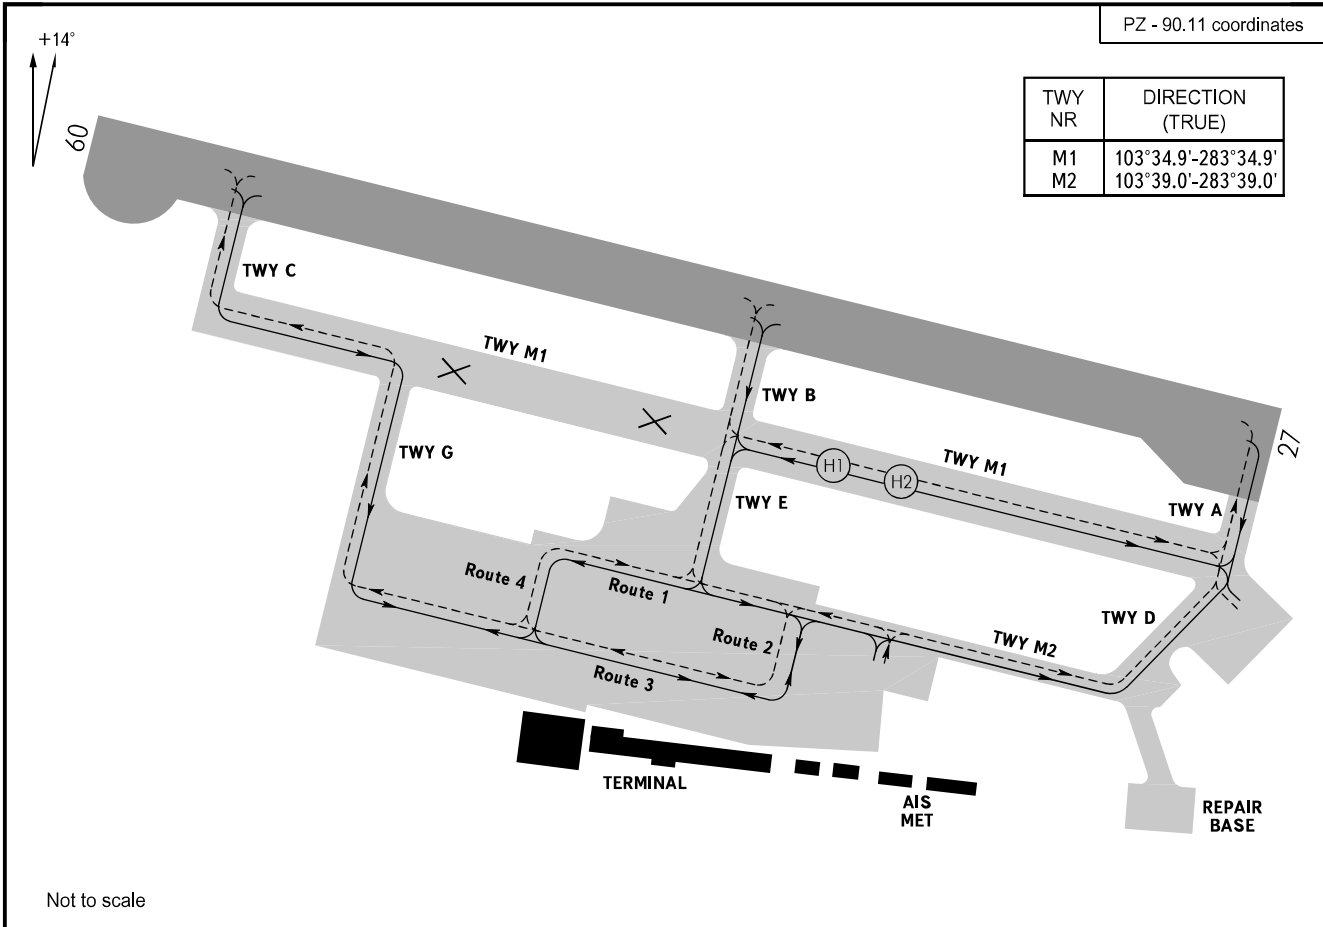 PZ - 90.11 coordinates
+14°
TWY NR DIRECTION (TRUE)
M1 103°34.9'-283°34.9'
M2 103°39.0'-283°39.0'
09
TWY C
TWY M1
TWY B
27
TWY G
TWY M1
H1
H2
TWY E
TWY A
Route 4
Route 1
Route 2
TWY D
TWY M2
Route 3
TERMINAL
AIS
MET
REPAIR
BASE
Not to scale